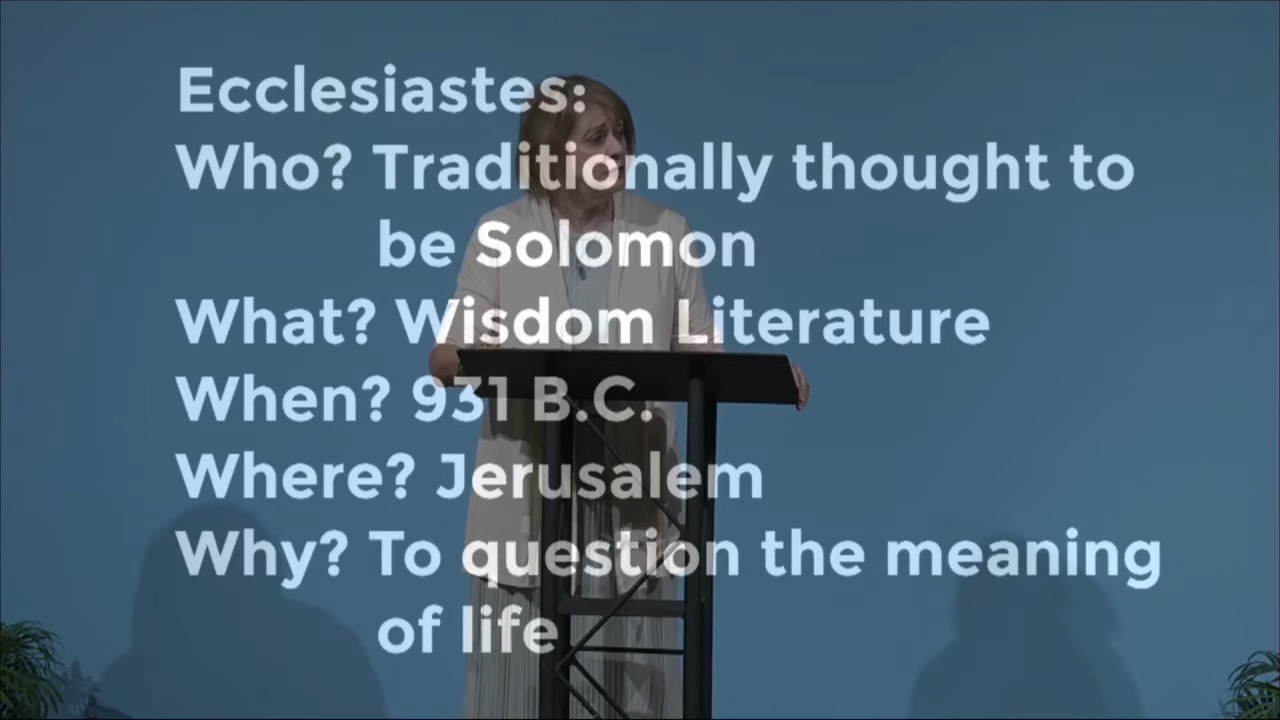 Ecclesiastes:
Who? Traditionally thought to
be Solomon
What? Wisdom Literature
When? 931 B.C.
Where? Jerusalem
Why? To question the meaning
of life